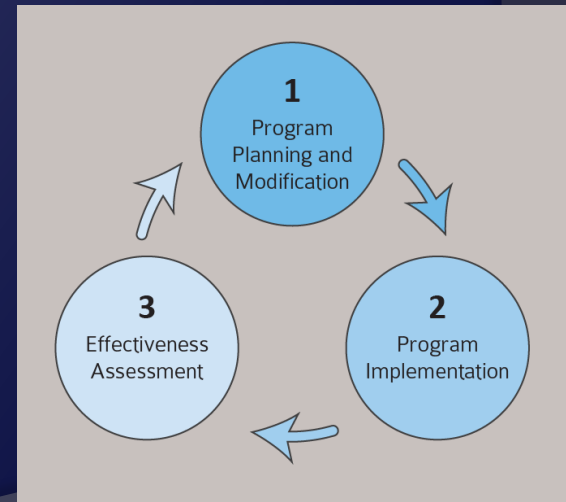 1
Program
Planning and
Modification
2
Program
Implementation
3
Effectiveness
Assessment